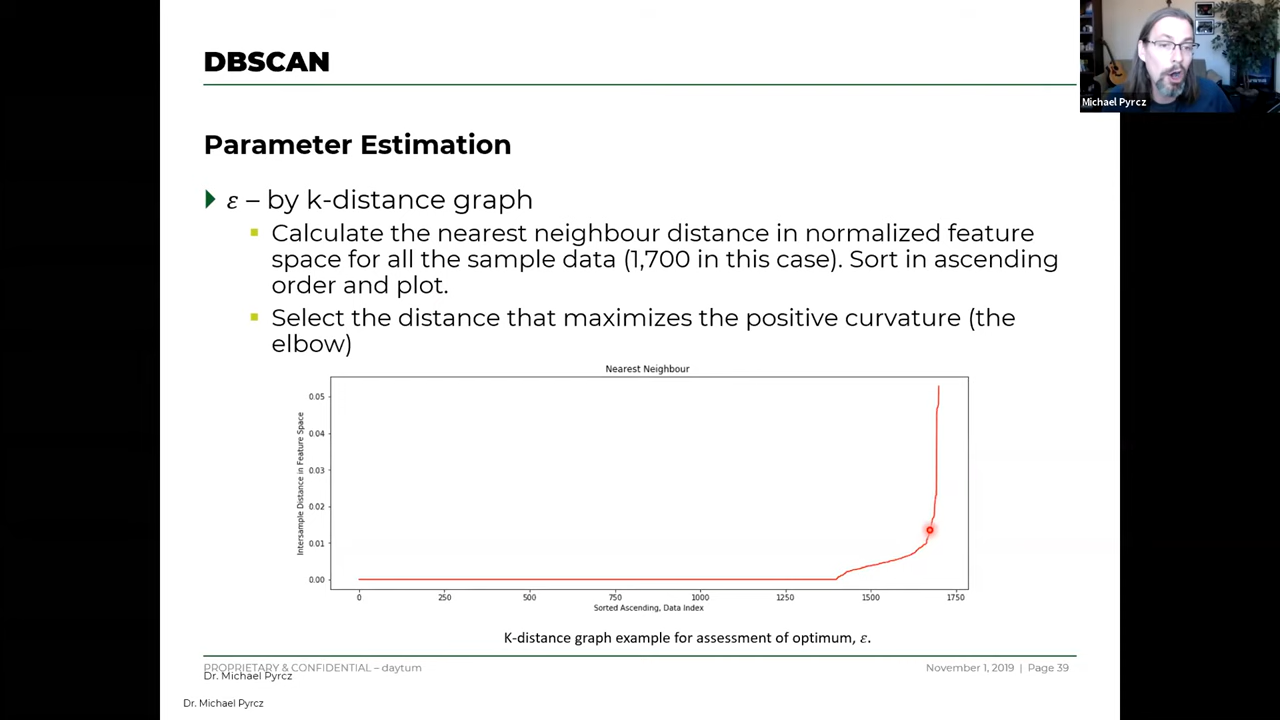 DBSCAN
Michael Pyrcz
Parameter Estimation
ε – by k-distance graph
Calculate the nearest neighbour distance in normalized feature
space for all the sample data (1,700 in this case). Sort in ascending
order and plot.
Select the distance that maximizes the positive curvature (the
elbow)
Nearest Neighbour
Intersample Distance in Feature Space
0.05
0.04
0.03
0.02
0.01
0.00
0 250 500 750 1000 1250 1500 1750
Sorted Ascending, Data Index
K-distance graph example for assessment of optimum, ε.
PROPRIETARY & CONFIDENTIAL – daytum
November 1, 2019 | Page 39
Dr. Michael Pyrcz
Dr. Michael Pyrcz